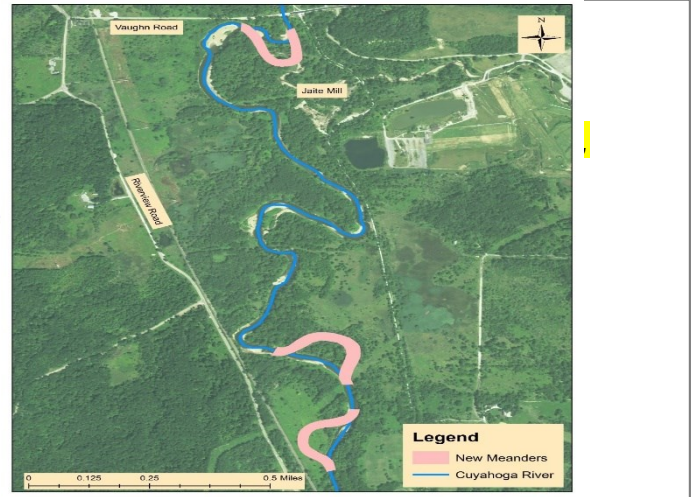 Vaughn Road
N
Jaite Mill
Riverview Road
Legend
New Meanders
Cuyahoga River
0 0.125 0.25 0.5 Miles